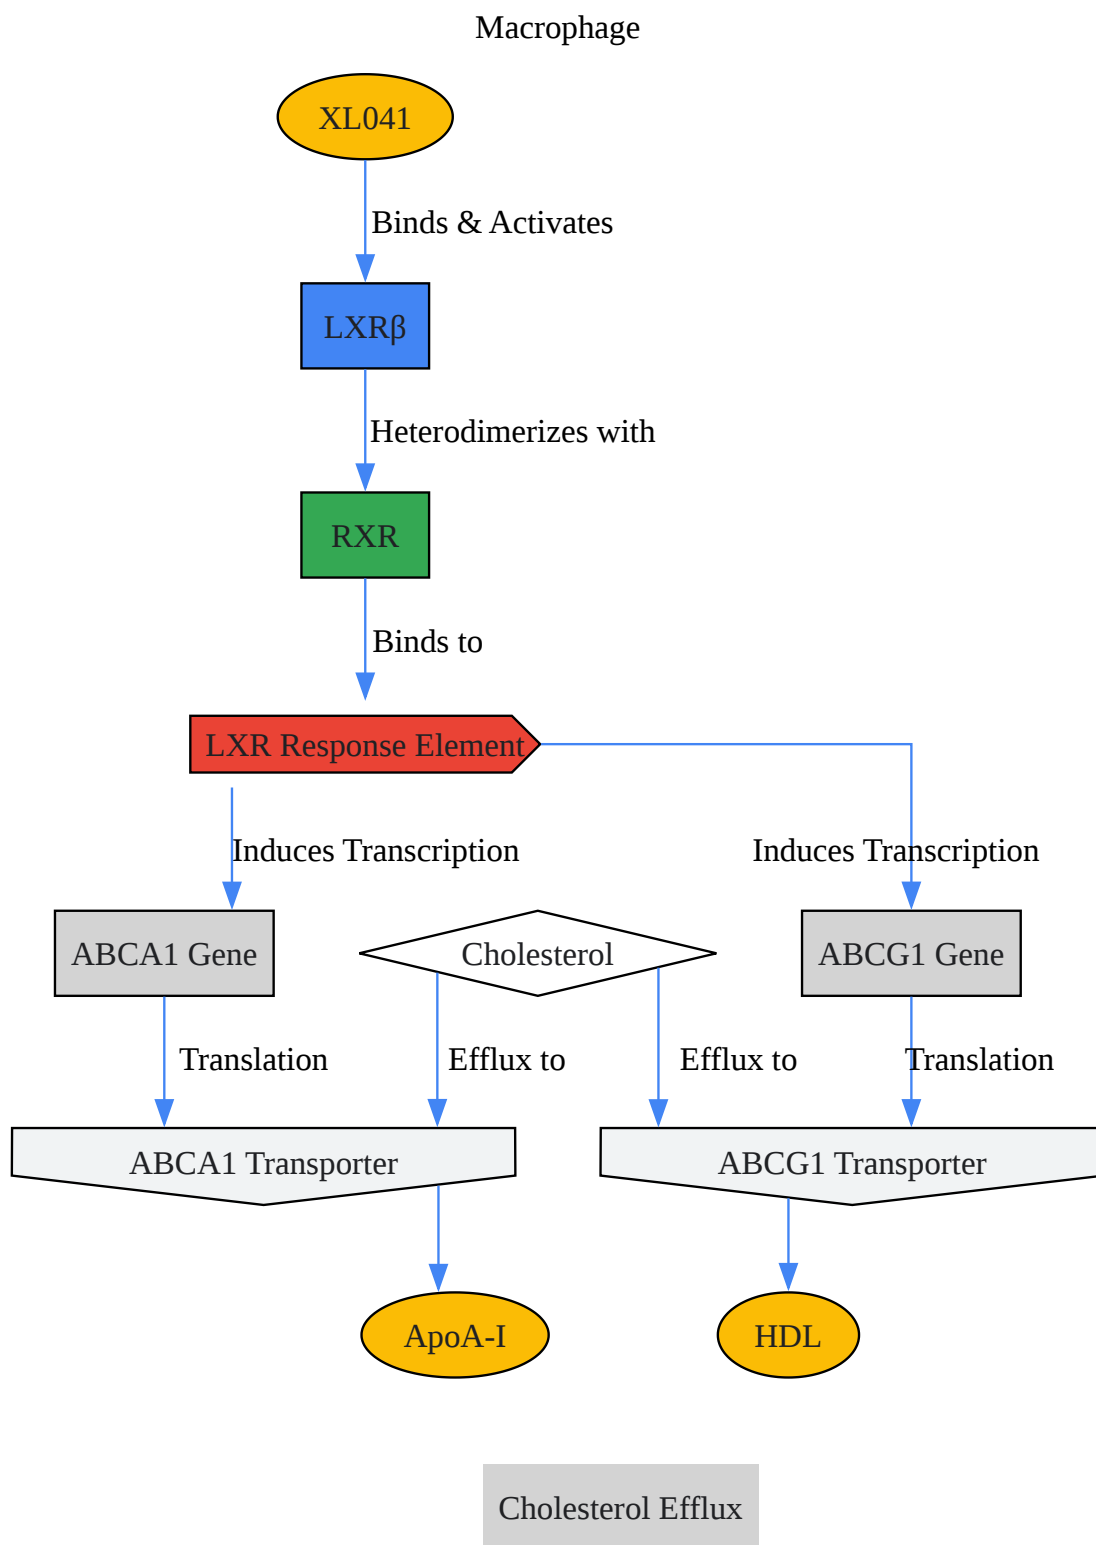 Macrophage
XL041
Binds & Activates
LXRβ
Heterodimerizes with
RXR
Binds to
LXR Response Element
Induces Transcription
Induces Transcription
ABCA1 Gene
Cholesterol
ABCG1 Gene
Translation
Efflux to
Efflux to
Translation
ABCA1 Transporter
ABCG1 Transporter
ApoA-I
HDL
Cholesterol Efflux